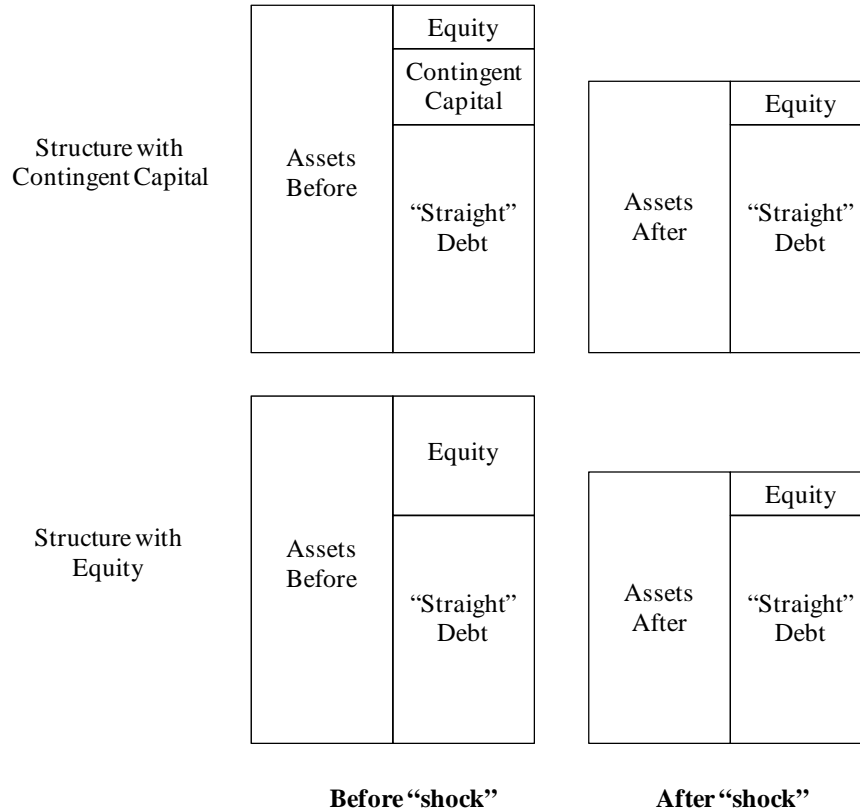 Equity
Contingent
Capital
Equity
Structure with
Contingent Capital
Assets
Before
“Straight”
Debt
Assets
After
“Straight”
Debt
Equity
Equity
Structure with
Equity
Assets
Before
“Straight”
Debt
Assets
After
“Straight”
Debt
Before “shock”
After “shock”